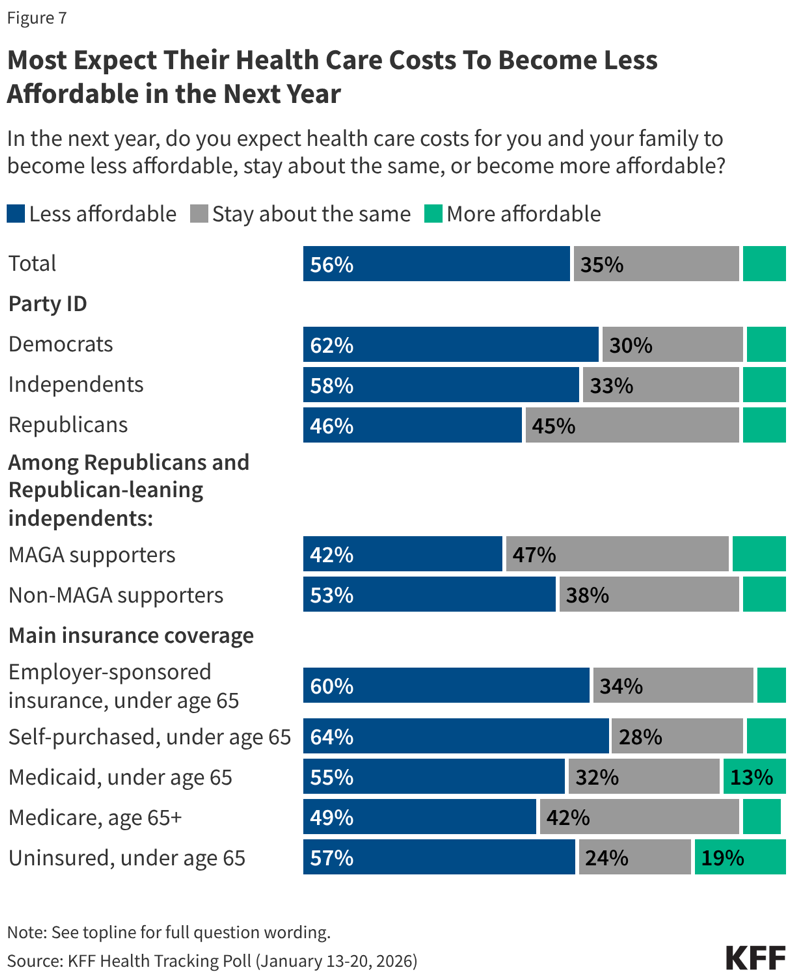 Figure 7
Most Expect Their Health Care Costs To Become Less
Affordable in the Next Year
In the next year, do you expect health care costs for you and your family to
become less affordable, stay about the same, or become more affordable?
Less affordable Stay about the same More affordable
Total 56% 35%
Party ID
Democrats 62% 30%
Independents 58% 33%
Republicans 46% 45%
Among Republicans and
Republican-leaning
independents:
MAGA supporters 42% 47%
Non-MAGA supporters 53% 38%
Main insurance coverage
Employer-sponsored
insurance, under age 65 60% 34%
Self-purchased, under age 65 64% 28%
Medicaid, under age 65 55% 32% 13%
Medicare, age 65+ 49% 42%
Uninsured, under age 65 57% 24% 19%
Note: See topline for full question wording.
Source: KFF Health Tracking Poll (January 13-20, 2026)
KFF